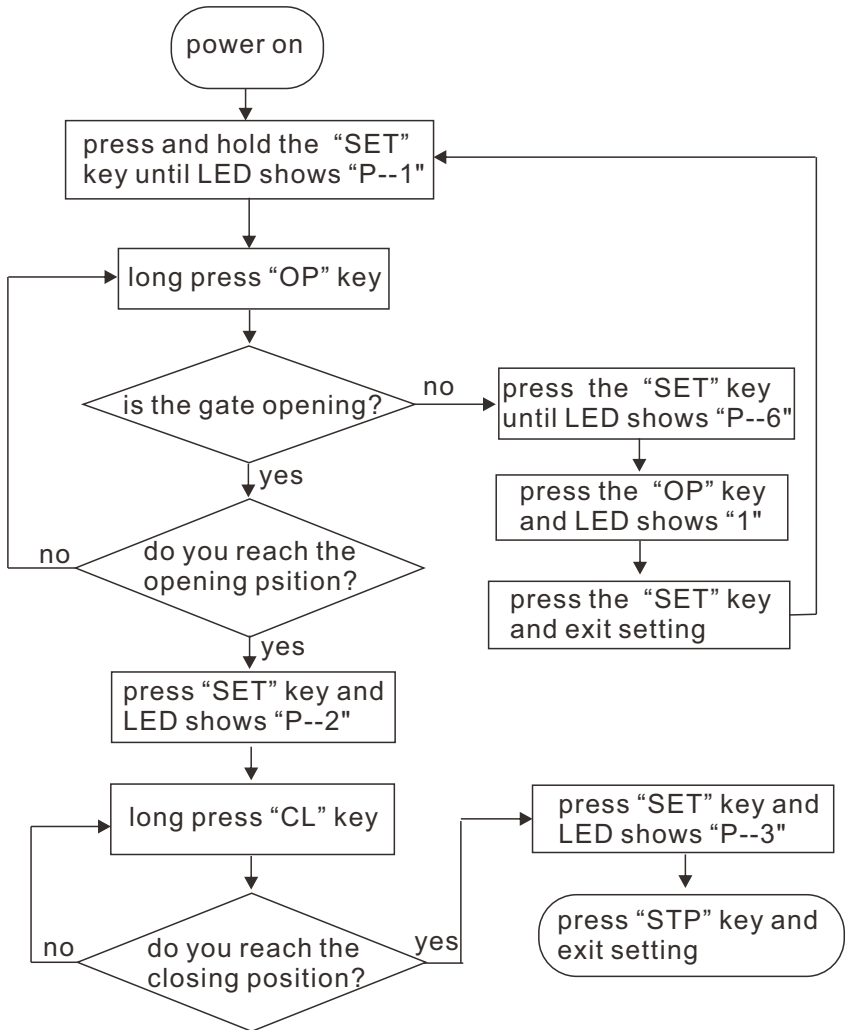 power on
press and hold the “SET”
key until LED shows “P--1"
long press “OP” key
is the gate opening?
no
press the “SET” key
until LED shows “P--6"
yes
press the “OP” key
and LED shows “1"
no
do you reach the
opening psition?
press the “SET” key
and exit setting
yes
press “SET” key and
LED shows “P--2"
long press “CL” key
press “SET” key and
LED shows “P--3"
no
do you reach the
closing position?
yes
press “STP” key and
exit setting